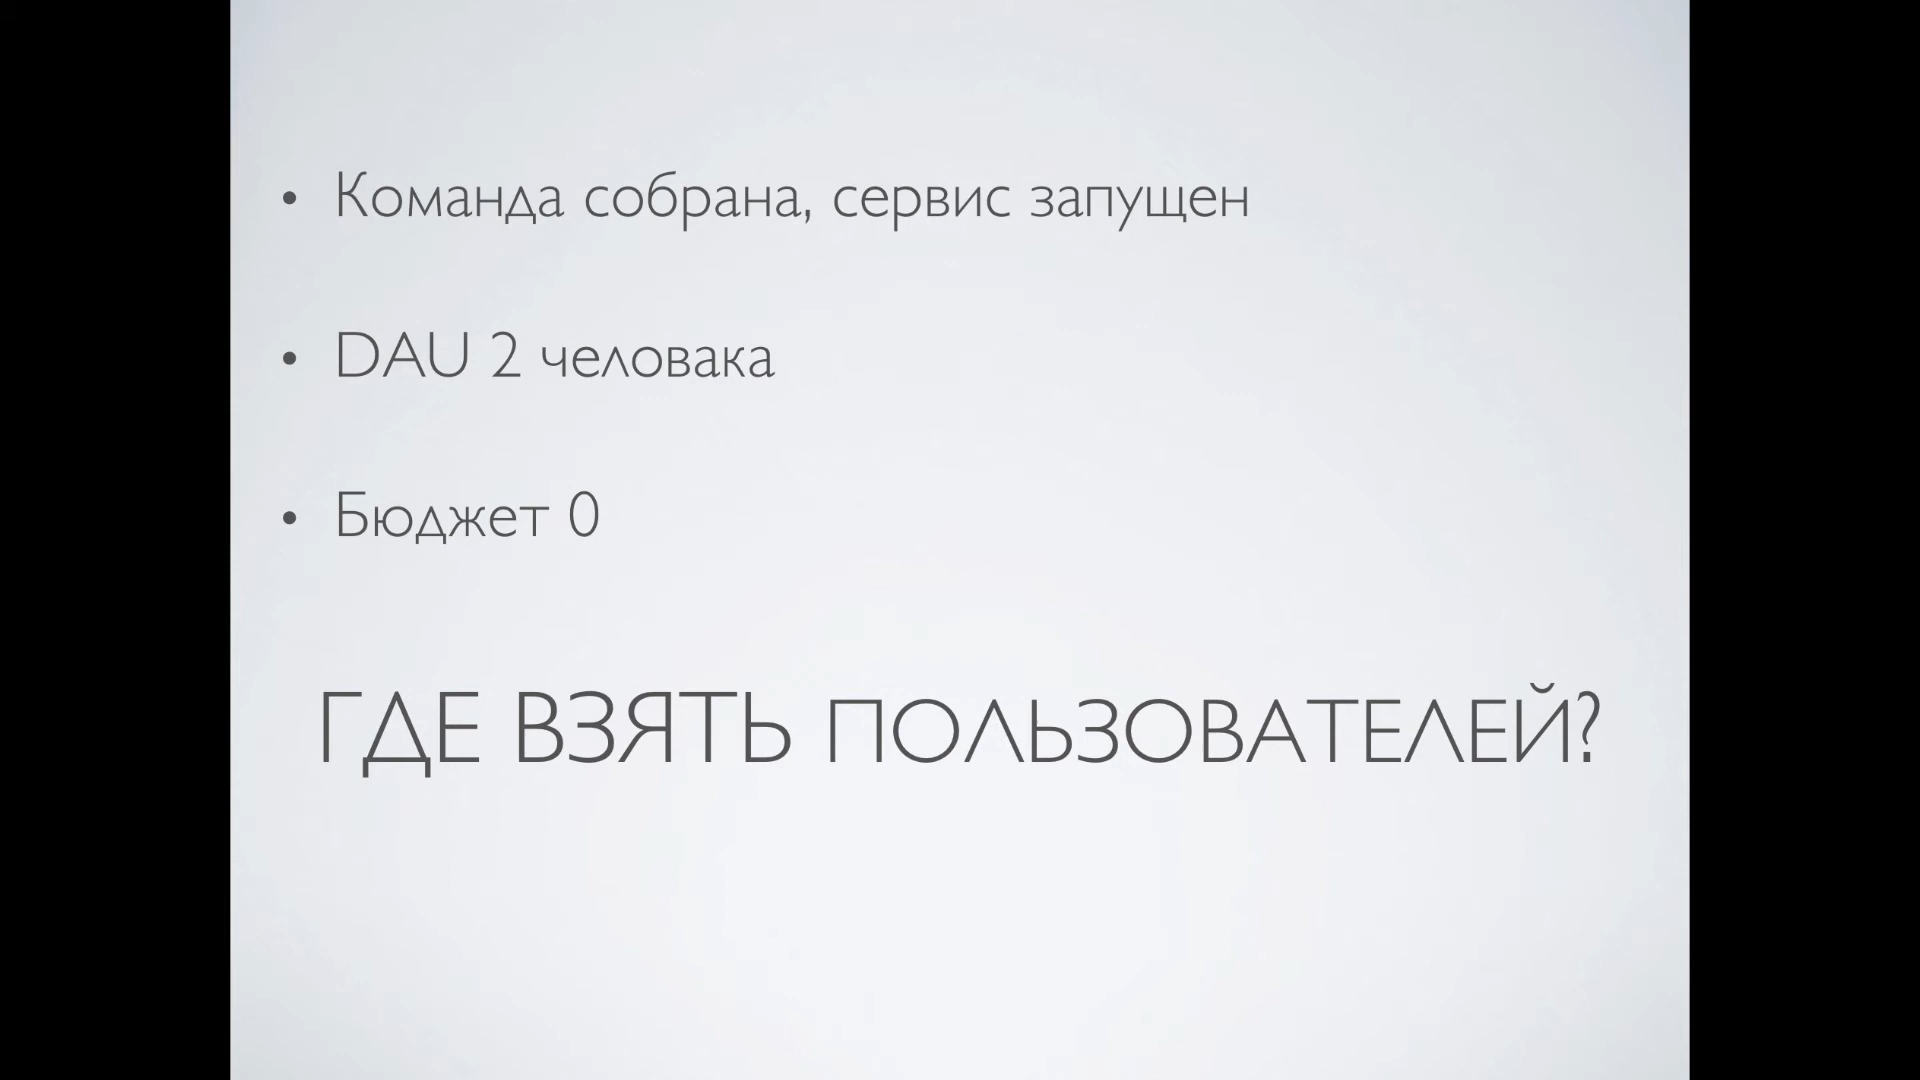 • Команда собрана, сервис запущен
• DAU 2 человака
• Бюджет 0
ГДЕ ВЗЯТЬ ПОЛЬЗОВАТЕЛЕЙ?